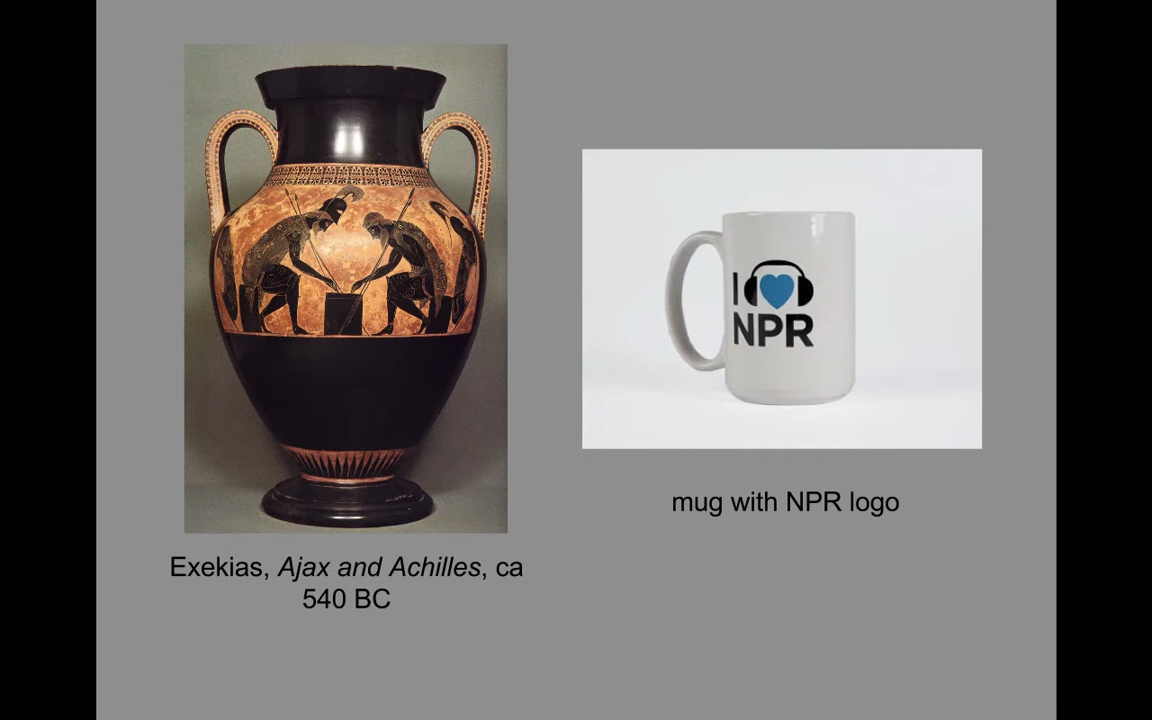 Exekias, Ajax and Achilles, ca
540 BC
I
NPR
mug with NPR logo